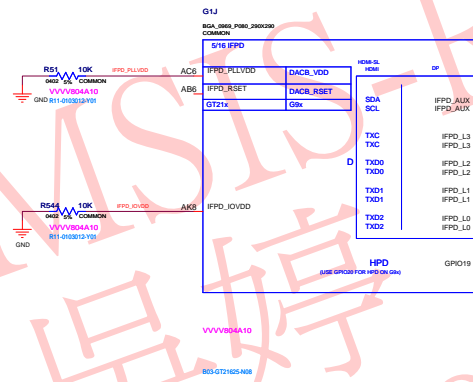 G1J
BGA_0969_P080_290X290
COMMON
5/16 IFPD
HDMI-SL
HDMI
DP
R51 10K
IFPD_PLLVDD
AC6
IFPD_PLLVDD
DACB_VDD
0402 5% COMMON
VVVV804A10
AB6
IFPD_RSET
DACB_RSET
GND
R11-0103012-Y01
GT21x
G9x
SDA
IFPD_AUX
SCL
IFPD_AUX
TXC
IFPD_L3
TXC
IFPD_L3
D
TXD0
IFPD_L2
TXD0
IFPD_L2
TXD1
IFPD_L1
TXD1
IFPD_L1
R544 10K
IFPD_IOVDD
AK8
IFPD_IOVDD
0402 5% COMMON
TXD2
IFPD_L0
TXD2
IFPD_L0
VVVV804A10
R11-0103012-Y01
GND
HPD
GPIO19
(USE GPIO20 FOR HPD ON G9x)
VVVV804A10
B03-GT21625-N08